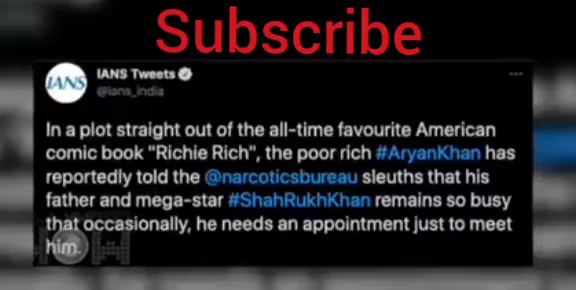 Subscribe
IANS
IANS Tweets
@ians_india
In a plot straight out of the all-time favourite American
comic book "Richie Rich", the poor rich #AryanKhan has
reportedly told the @narcoticsbureau sleuths that his
father and mega-star #ShahRukhKhan remains so busy
that occasionally, he needs an appointment just to meet
him.